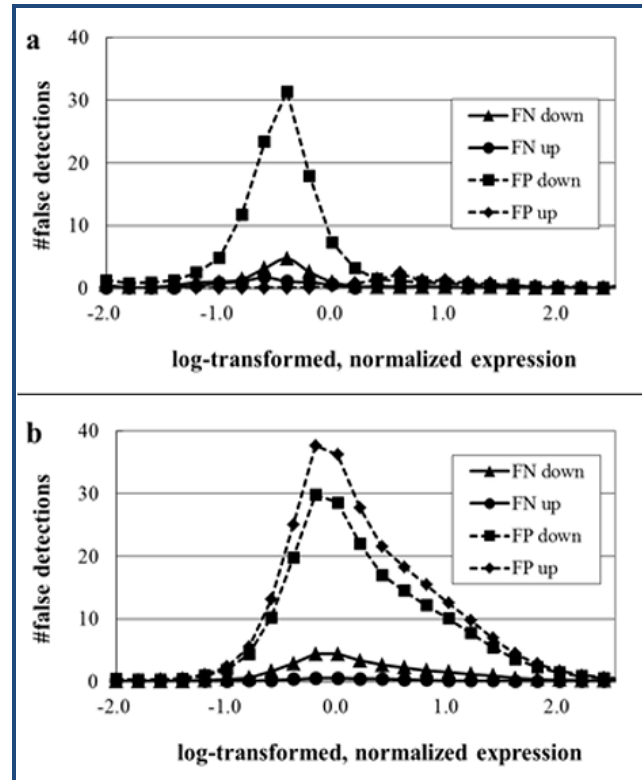 a
40
30
20
10
0
#false detections
FN down
FN up
FP down
FP up
-2.0 -1.0 0.0 1.0 2.0
log-transformed, normalized expression
b
40
30
20
10
0
#false detections
FN down
FN up
FP down
FP up
-2.0 -1.0 0.0 1.0 2.0
log-transformed, normalized expression